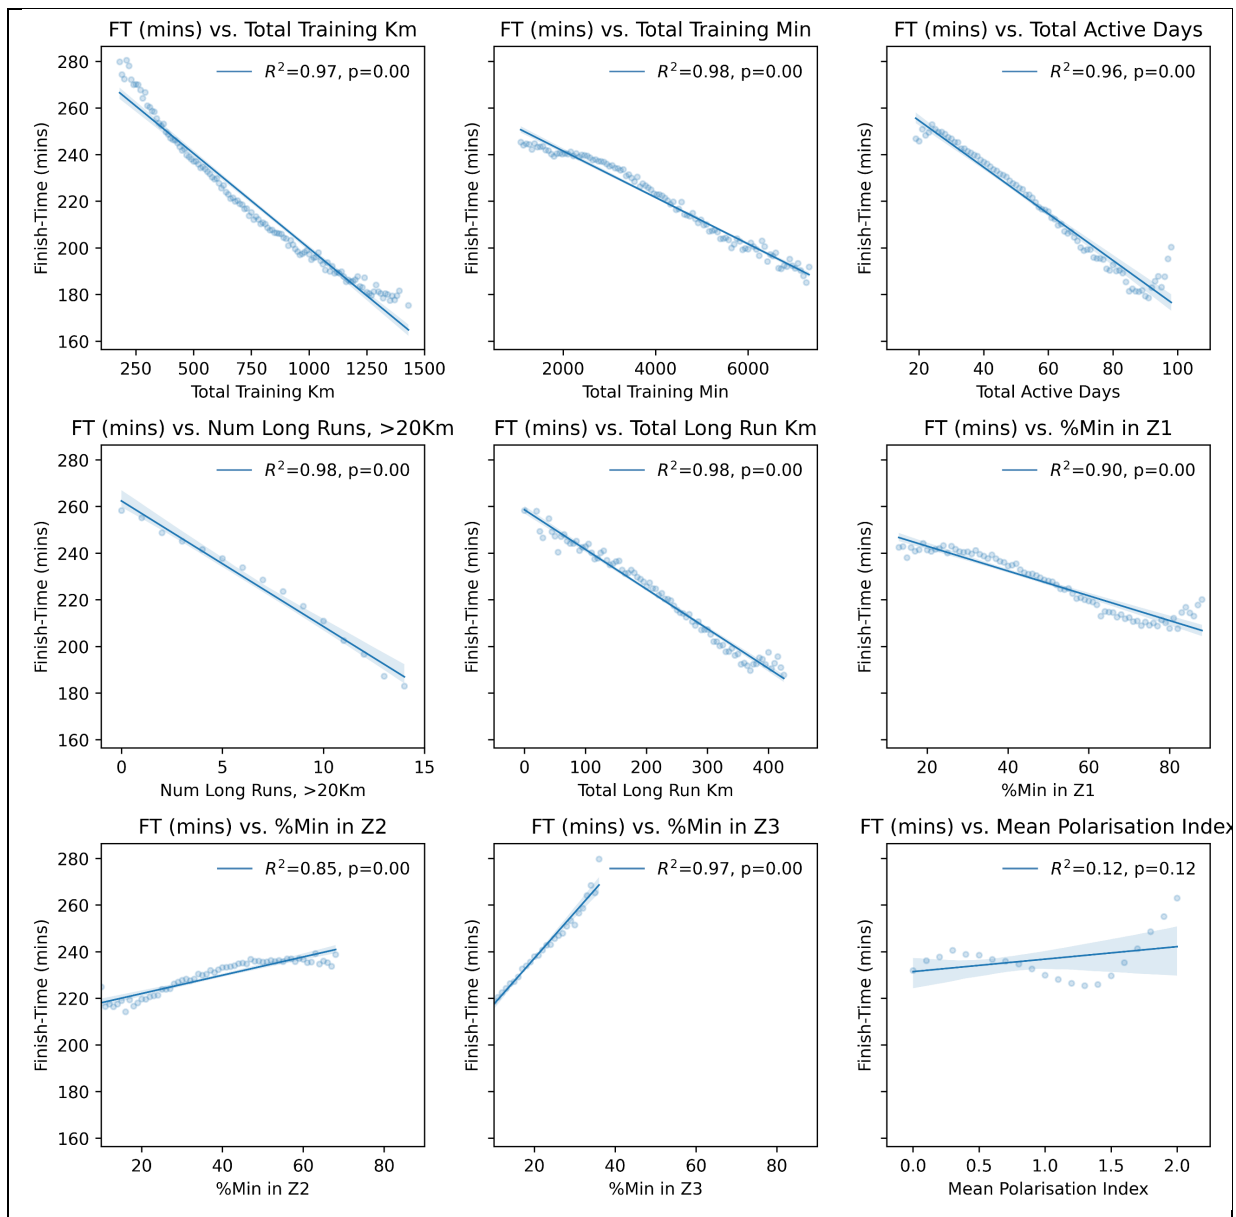 FT (mins) vs. Total Training Km
FT (mins) vs. Total Training Min
FT (mins) vs. Total Active Days
R²=0.97, p=0.00
R²=0.98, p=0.00
R²=0.96, p=0.00
Finish-Time (mins)
280
260
240
220
200
180
160
Finish-Time (mins)
Finish-Time (mins)
250 500 750 1000 1250 1500
2000 4000 6000
20 40 60 80 100
Total Training Km
Total Training Min
Total Active Days
FT (mins) vs. Num Long Runs, >20Km
FT (mins) vs. Total Long Run Km
FT (mins) vs. %Min in Z1
R²=0.98, p=0.00
R²=0.98, p=0.00
R²=0.90, p=0.00
Finish-Time (mins)
280
260
240
220
200
180
160
Finish-Time (mins)
Finish-Time (mins)
0 5 10 15
0 100 200 300 400
20 40 60 80
Num Long Runs, >20Km
Total Long Run Km
%Min in Z1
FT (mins) vs. %Min in Z2
FT (mins) vs. %Min in Z3
FT (mins) vs. Mean Polarisation Index
R²=0.85, p=0.00
R²=0.97, p=0.00
R²=0.12, p=0.12
Finish-Time (mins)
280
260
240
220
200
180
160
Finish-Time (mins)
Finish-Time (mins)
20 40 60 80
20 40 60 80
0.0 0.5 1.0 1.5 2.0
%Min in Z2
%Min in Z3
Mean Polarisation Index